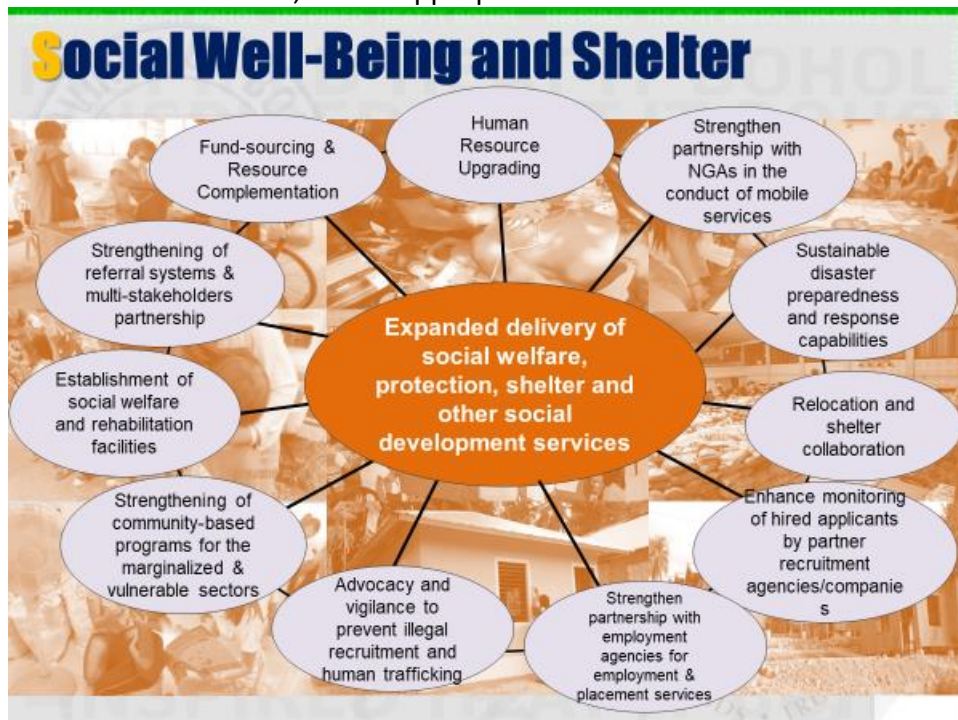 Social Well-Being and Shelter
Human
Resource
Upgrading
Strengthen
partnership with
NGAs in the
conduct of mobile
services
Sustainable
disaster
preparedness
and response
capabilities
Relocation and
shelter
collaboration
Enhance monitoring
of hired applicants
by partner
recruitment
agencies/companie
s
Strengthen
partnership with
employment
agencies for
employment &
placement services
Advocacy and
vigilance to
prevent illegal
recruitment and
human trafficking
Strengthening of
community-based
programs for the
marginalized &
vulnerable sectors
Establishment of
social welfare
and rehabilitation
facilities
Strengthening of
referral systems &
multi-stakeholders
partnership
Fund-sourcing &
Resource
Complementation
Expanded delivery of
social welfare,
protection, shelter and
other social
development services